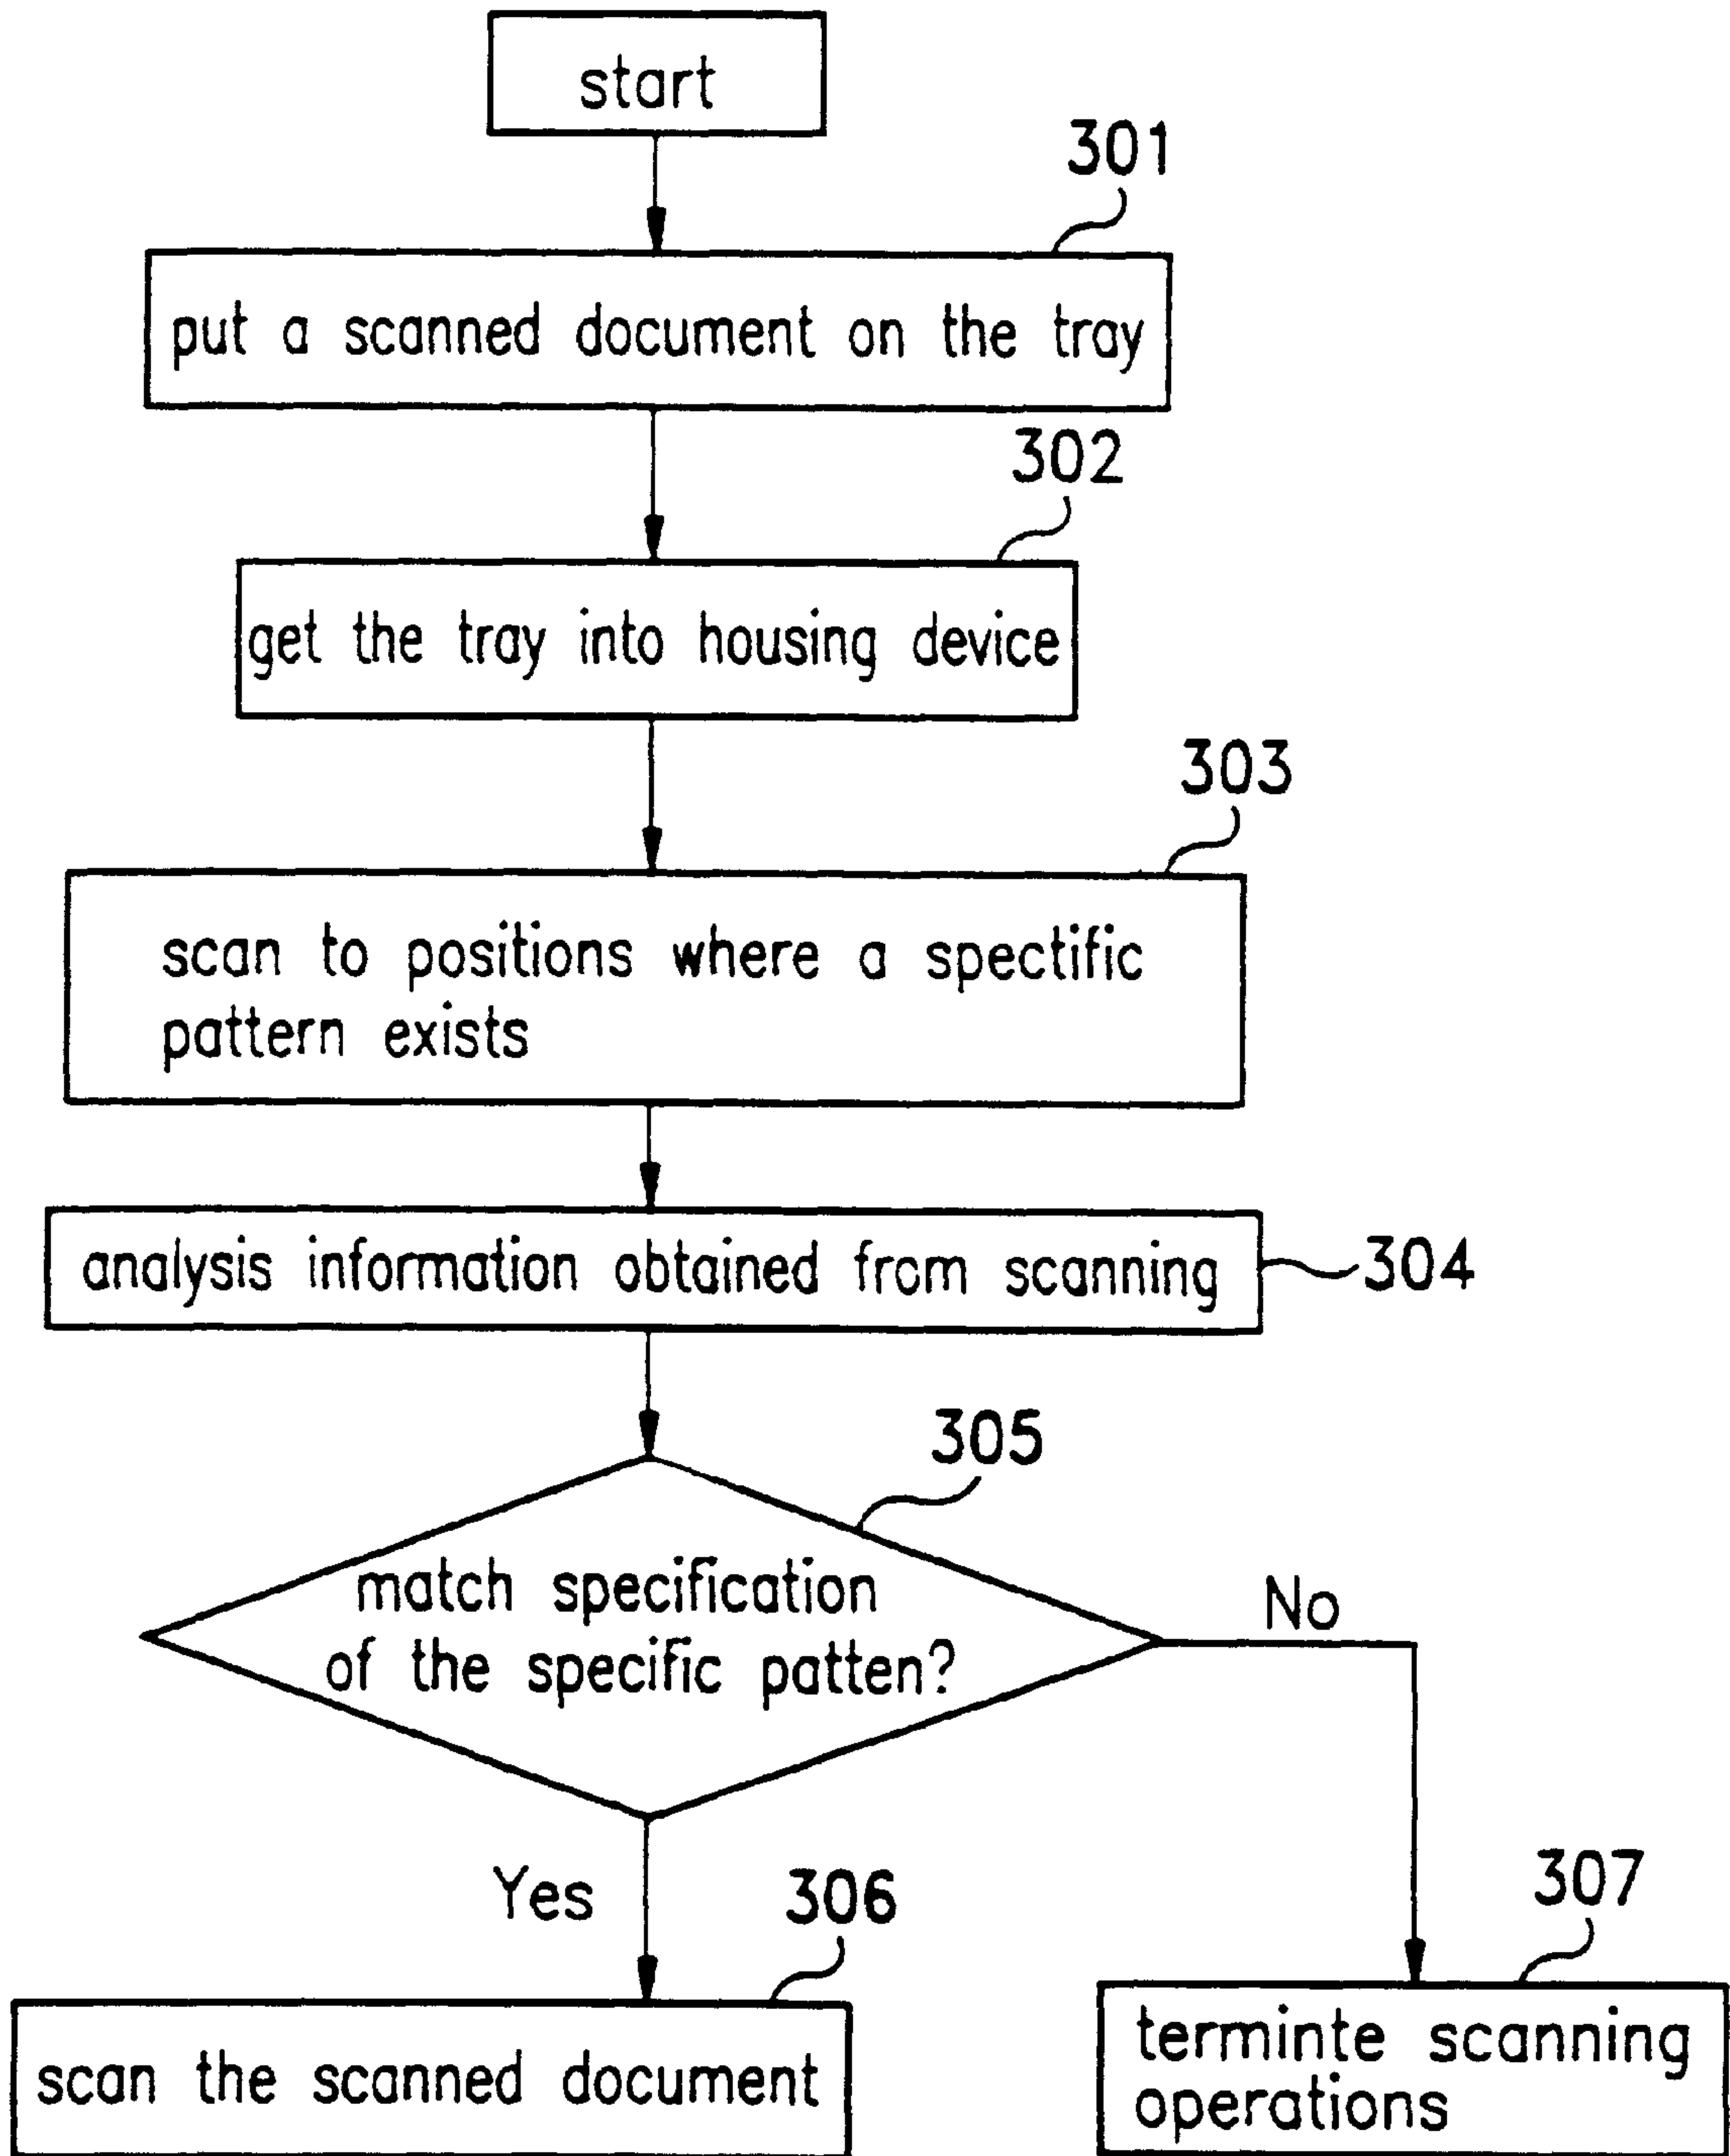 start
301
put a scanned document on the tray
302
get the tray into housing device
303
scan to positions where a spectific
pattern exists
analysis information obtained from scanning
304
305
match specification
of the specific patten?
No
Yes
306
307
scan the scanned document
terminte scanning
operations